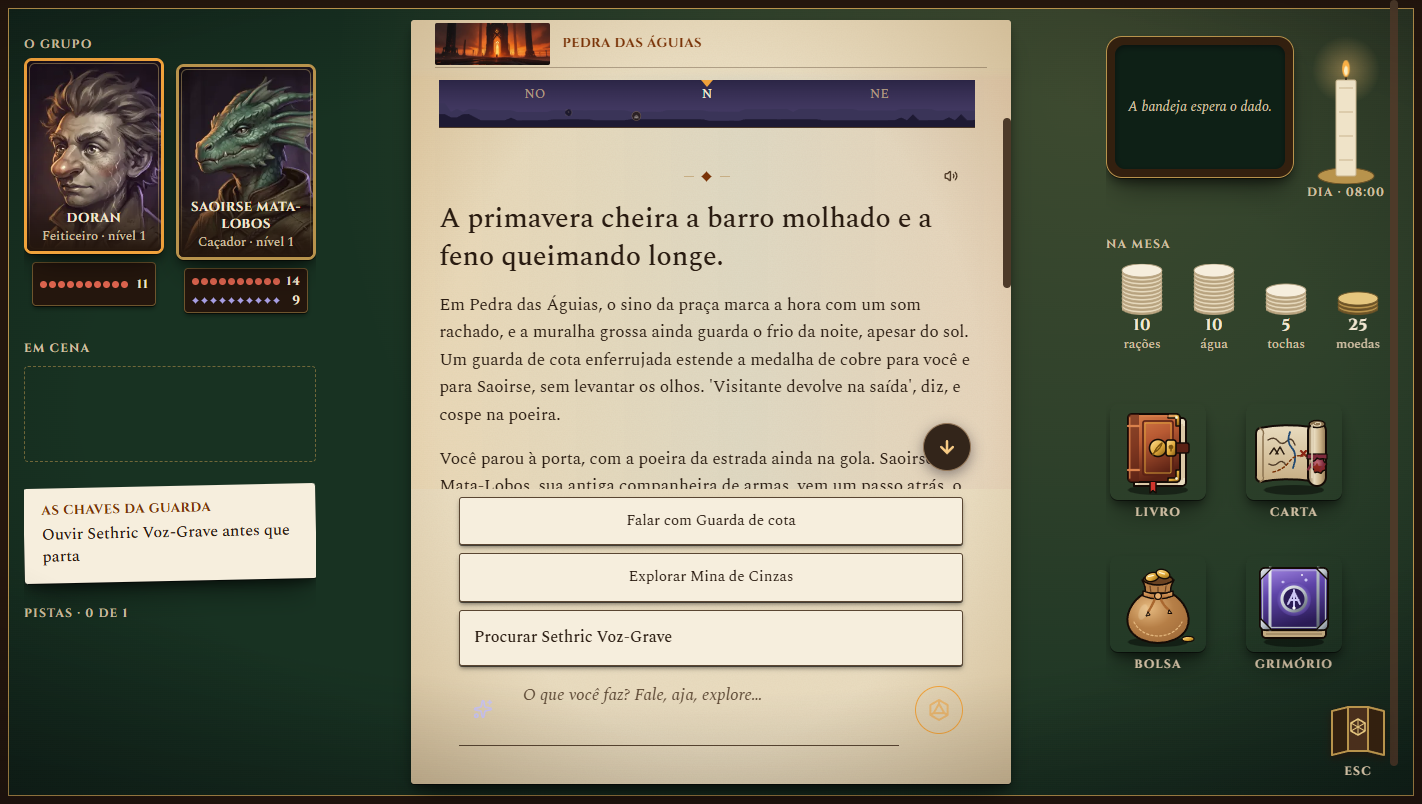 O GRUPO
DORAN
Feiticeiro · nível 1
11
SAOIRSE MATA-
LOBOS
Caçador · nível 1
14
9
EM CENA
AS CHAVES DA GUARDA
Ouvir Sethric Voz-Grave antes que
parta
PISTAS · 0 DE 1
PEDRA DAS ÁGUIAS
NO N NE
A primavera cheira a barro molhado e a
feno queimando longe.
Em Pedra das Águias, o sino da praça marca a hora com um som
rachado, e a muralha grossa ainda guarda o frio da noite, apesar do sol.
Um guarda de cota enferrujada estende a medalha de cobre para você e
para Saoirse, sem levantar os olhos. 'Visitante devolve na saída', diz, e
cospe na poeira.
Você parou à porta, com a poeira da estrada ainda na gola. Saoirse
Mata-Lobos, sua antiga companheira de armas, vem um passo atrás, o
Falar com Guarda de cota
Explorar Mina de Cinzas
Procurar Sethric Voz-Grave
O que você faz? Fale, aja, explore...
A bandeja espera o dado.
DIA · 08:00
NA MESA
10
rações
10
água
5
tochas
25
moedas
LIVRO
CARTA
BOLSA
GRIMÓRIO
ESC